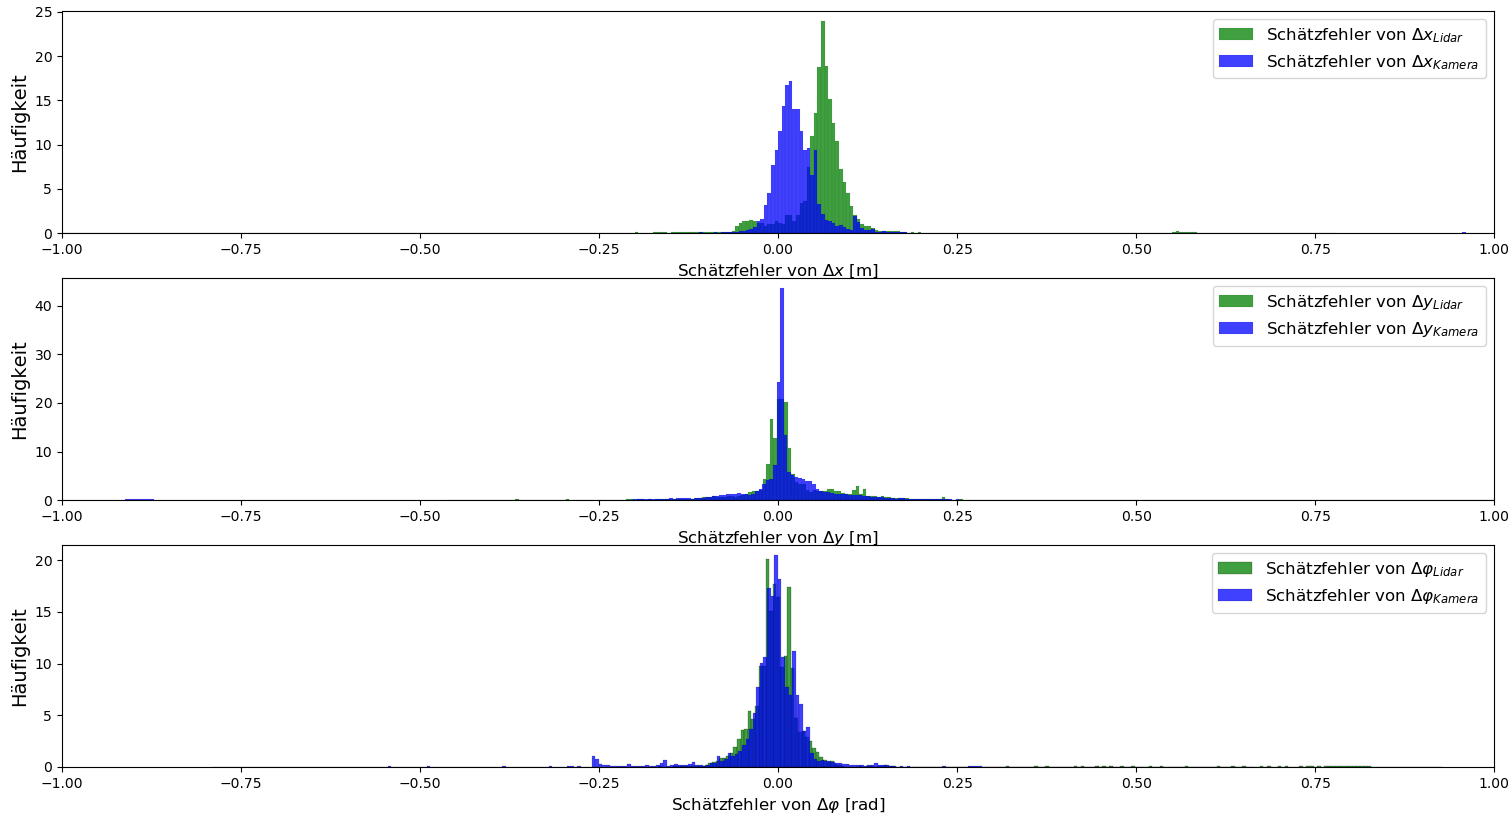 25
20
15
10
5
0
Häufigkeit
Schätzfehler von Δx_Lidar
Schätzfehler von Δx_Kamera
−1.00 −0.75 −0.50 −0.25 0.00 0.25 0.50 0.75 1.00
Schätzfehler von Δx [m]
40
30
20
10
0
Häufigkeit
Schätzfehler von Δy_Lidar
Schätzfehler von Δy_Kamera
−1.00 −0.75 −0.50 −0.25 0.00 0.25 0.50 0.75 1.00
Schätzfehler von Δy [m]
20
15
10
5
0
Häufigkeit
Schätzfehler von Δφ_Lidar
Schätzfehler von Δφ_Kamera
−1.00 −0.75 −0.50 −0.25 0.00 0.25 0.50 0.75 1.00
Schätzfehler von Δφ [rad]